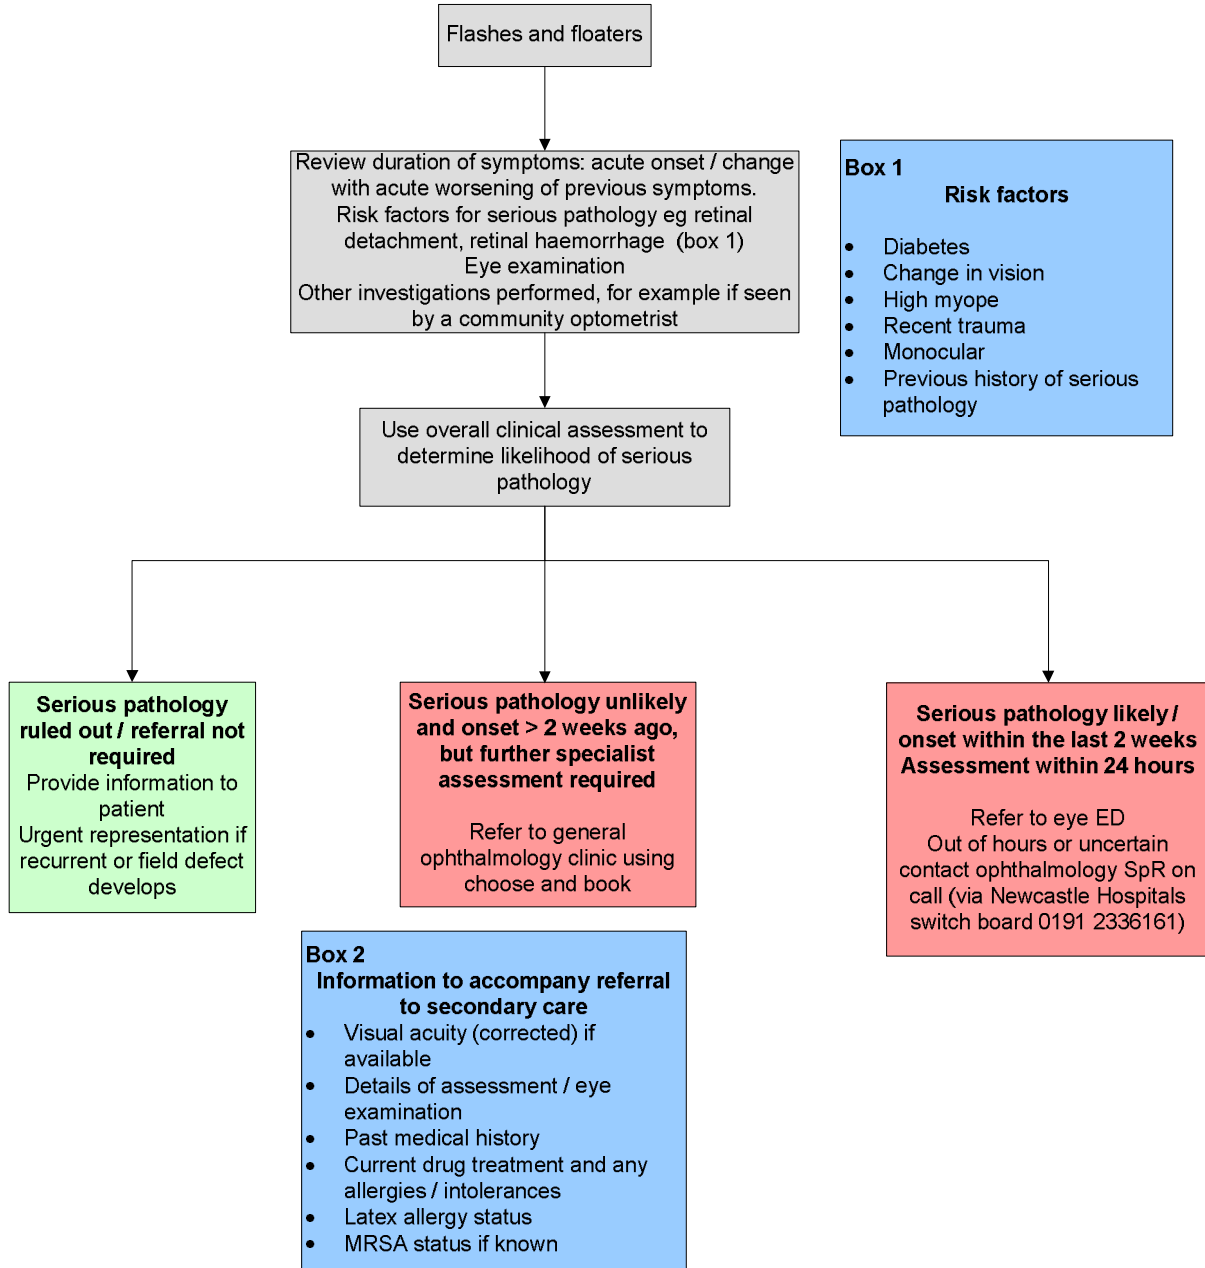 Flashes and floaters
Review duration of symptoms: acute onset / change
with acute worsening of previous symptoms.
Risk factors for serious pathology eg retinal
detachment, retinal haemorrhage (box 1)
Eye examination
Other investigations performed, for example if seen
by a community optometrist
Box 1
Risk factors
• Diabetes
• Change in vision
• High myope
• Recent trauma
• Monocular
• Previous history of serious
pathology
Use overall clinical assessment to
determine likelihood of serious
pathology
Serious pathology
ruled out / referral not
required
Provide information to
patient
Urgent representation if
recurrent or field defect
develops
Serious pathology unlikely
and onset > 2 weeks ago,
but further specialist
assessment required
Refer to general
ophthalmology clinic using
choose and book
Serious pathology likely /
onset within the last 2 weeks
Assessment within 24 hours
Refer to eye ED
Out of hours or uncertain
contact ophthalmology SpR on
call (via Newcastle Hospitals
switch board 0191 2336161)
Box 2
Information to accompany referral
to secondary care
• Visual acuity (corrected) if
available
• Details of assessment / eye
examination
• Past medical history
• Current drug treatment and any
allergies / intolerances
• Latex allergy status
• MRSA status if known